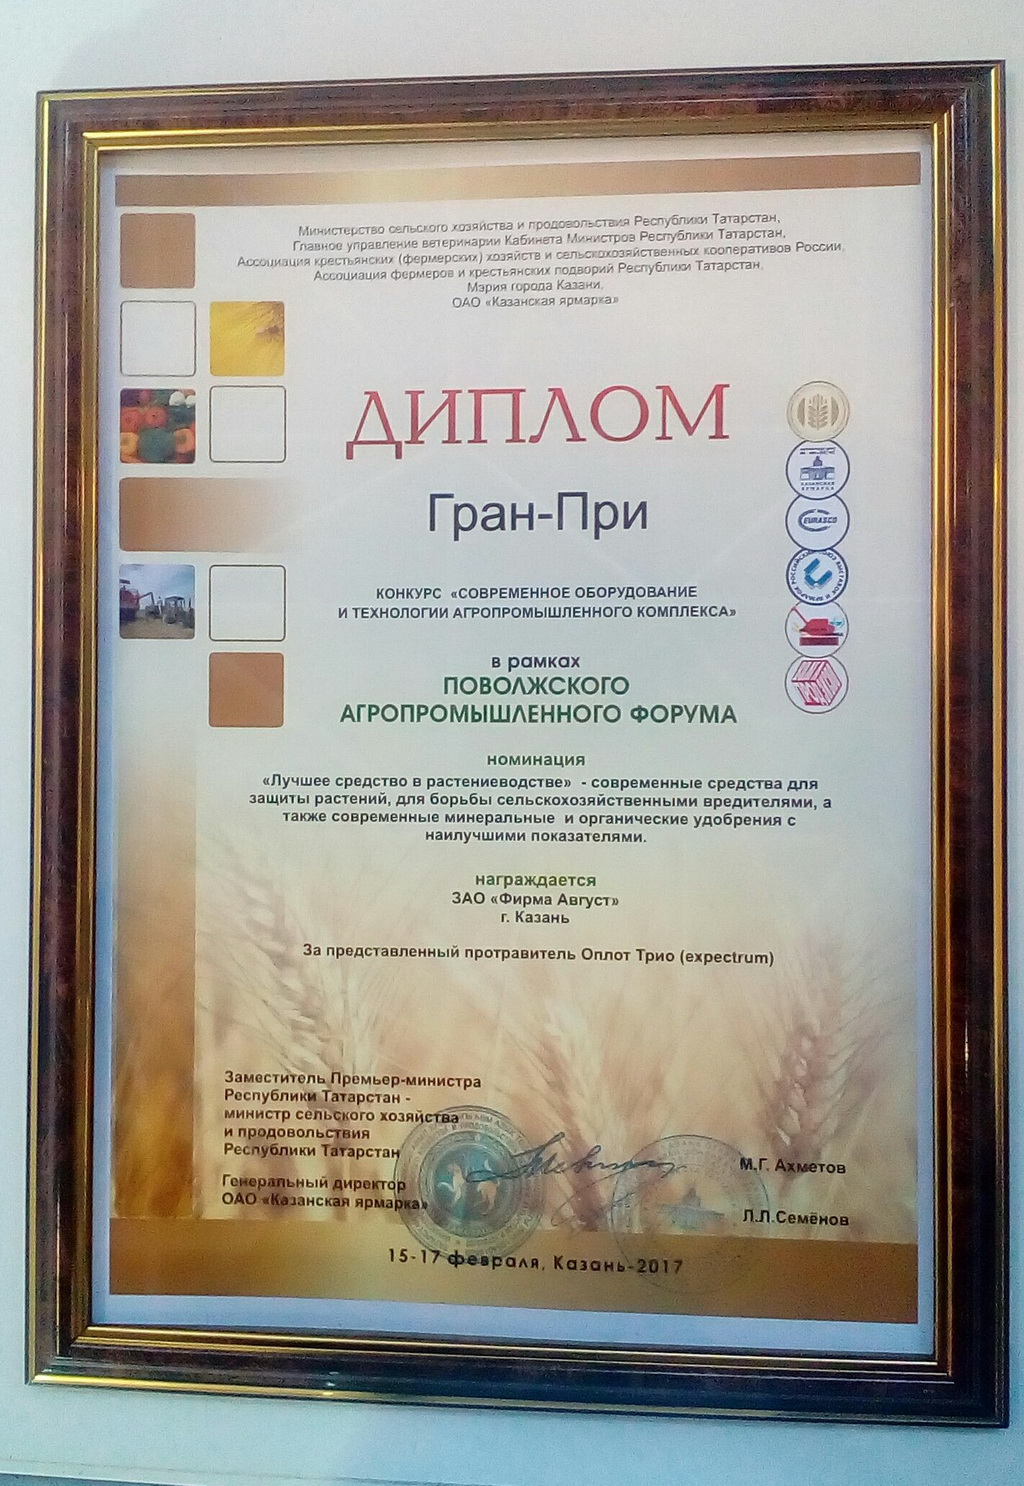 Министерство сельского хозяйства и продовольствия Республики Татарстан,
Главное управление ветеринарии Кабинета Министров Республики Татарстан,
Ассоциация крестьянских (фермерских) хозяйств и сельскохозяйственных кооперативов России,
Ассоциация фермеров и крестьянских подворий Республики Татарстан,
Мэрия города Казани,
ОАО «Казанская ярмарка»
ДИПЛОМ
Гран-При
КАЗАНСКАЯ
ЯРМАРКА
EURASCO
КОНКУРС «СОВРЕМЕННОЕ ОБОРУДОВАНИЕ
И ТЕХНОЛОГИИ АГРОПРОМЫШЛЕННОГО КОМПЛЕКСА»
в рамках
ПОВОЛЖСКОГО
АГРОПРОМЫШЛЕННОГО ФОРУМА
номинация
«Лучшее средство в растениеводстве» - современные средства для
защиты растений, для борьбы сельскохозяйственными вредителями, а
также современные минеральные и органические удобрения с
наилучшими показателями.
награждается
ЗАО «Фирма Август»
г. Казань
За представленный протравитель Оплот Трио (expectrum)
Заместитель Премьер-министра
Республики Татарстан -
министр сельского хозяйства
и продовольствия
Республики Татарстан
М.Г. Ахметов
Генеральный директор
ОАО «Казанская ярмарка»
Л.Л.Семёнов
15-17 февраля, Казань-2017